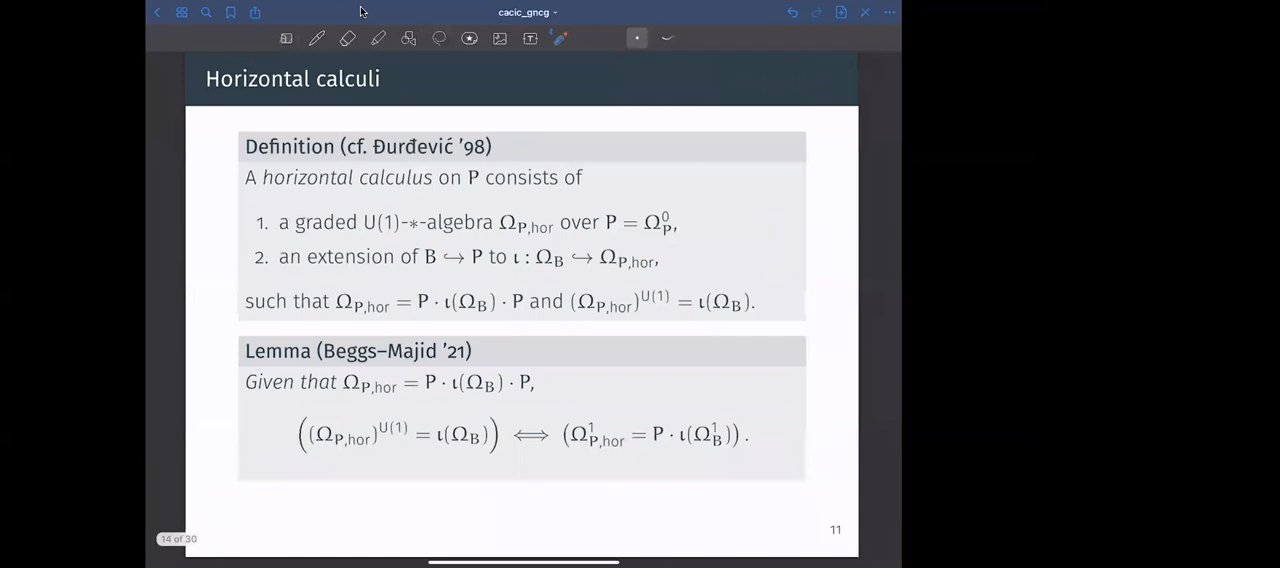 cacic_gncg
Horizontal calculi
Definition (cf. Đurđević ’98)
A horizontal calculus on P consists of
1. a graded U(1)-∗-algebra Ω_{P,hor} over P = Ω_P^0,
2. an extension of B ↪ P to ι : Ω_B ↪ Ω_{P,hor},
such that Ω_{P,hor} = P · ι(Ω_B) · P and (Ω_{P,hor})^{U(1)} = ι(Ω_B).
Lemma (Beggs–Majid ’21)
Given that Ω_{P,hor} = P · ι(Ω_B) · P,
((Ω_{P,hor})^{U(1)} = ι(Ω_B)) ⟺ (Ω^1_{P,hor} = P · ι(Ω^1_B)) .
11
14 of 30